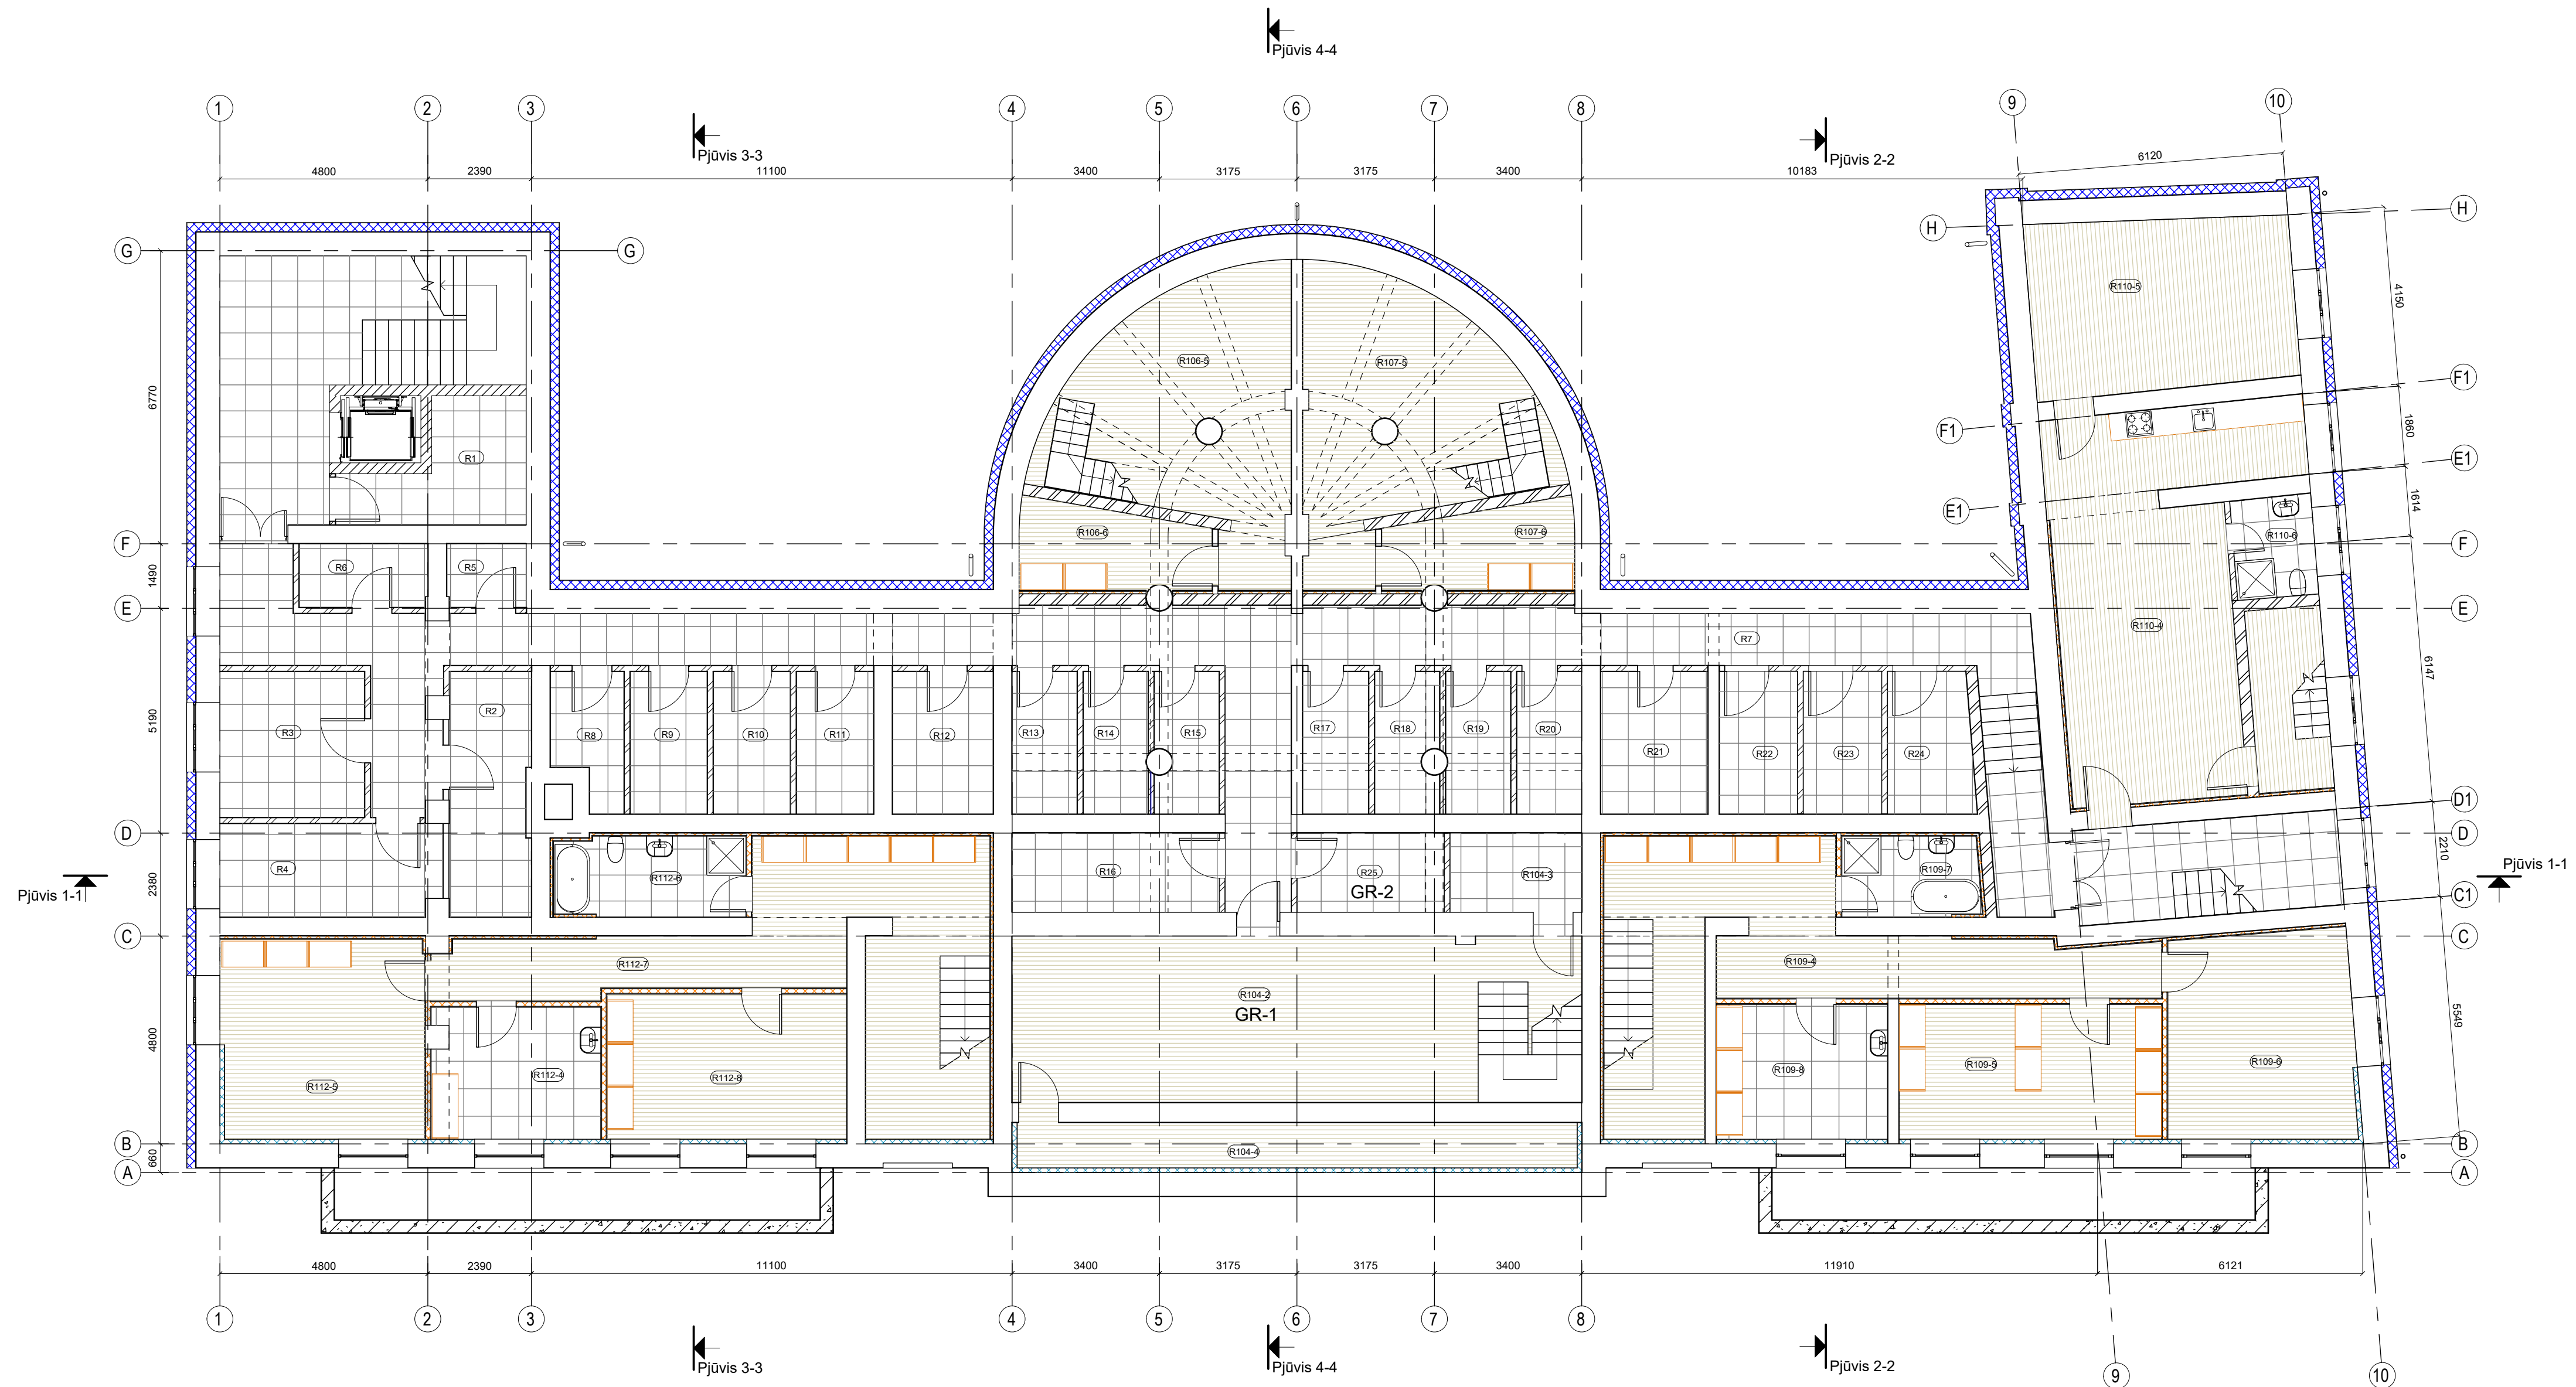 Pjūvis 4-4
1 2 3 4 5 6 7 8 9 10
Pjūvis 3-3
Pjūvis 2-2
4800 2390 11100 3400 3175 3175 3400 10183 6120
H H
G G
R110-5
4150
R106-5 R107-5
F1 F1
6770
1860
R1
E1 E1
1614
R106-6 R107-6
R110-6
F F
R6 R5
1490
E E
R110-4
R7
6147
R3 R2
5190
R8 R9 R10 R11 R12 R13 R14 R15 R17 R18 R19 R20 R21 R22 R23 R24
D1
D D
2210
R4
R112-6
R16 R25 R104-3
GR-2
R109-7
2380
Pjūvis 1-1 Pjūvis 1-1
C1
C C
R112-7
R109-4
R104-2
GR-1
5549
4800
R112-5 R112-4 R112-8
R109-8 R109-5 R109-6
B B
R104-4
660
A A
4800 2390 11100 3400 3175 3175 3400 11910 6121
1 2 3 4 5 6 7 8 9 10
Pjūvis 3-3
Pjūvis 4-4
Pjūvis 2-2